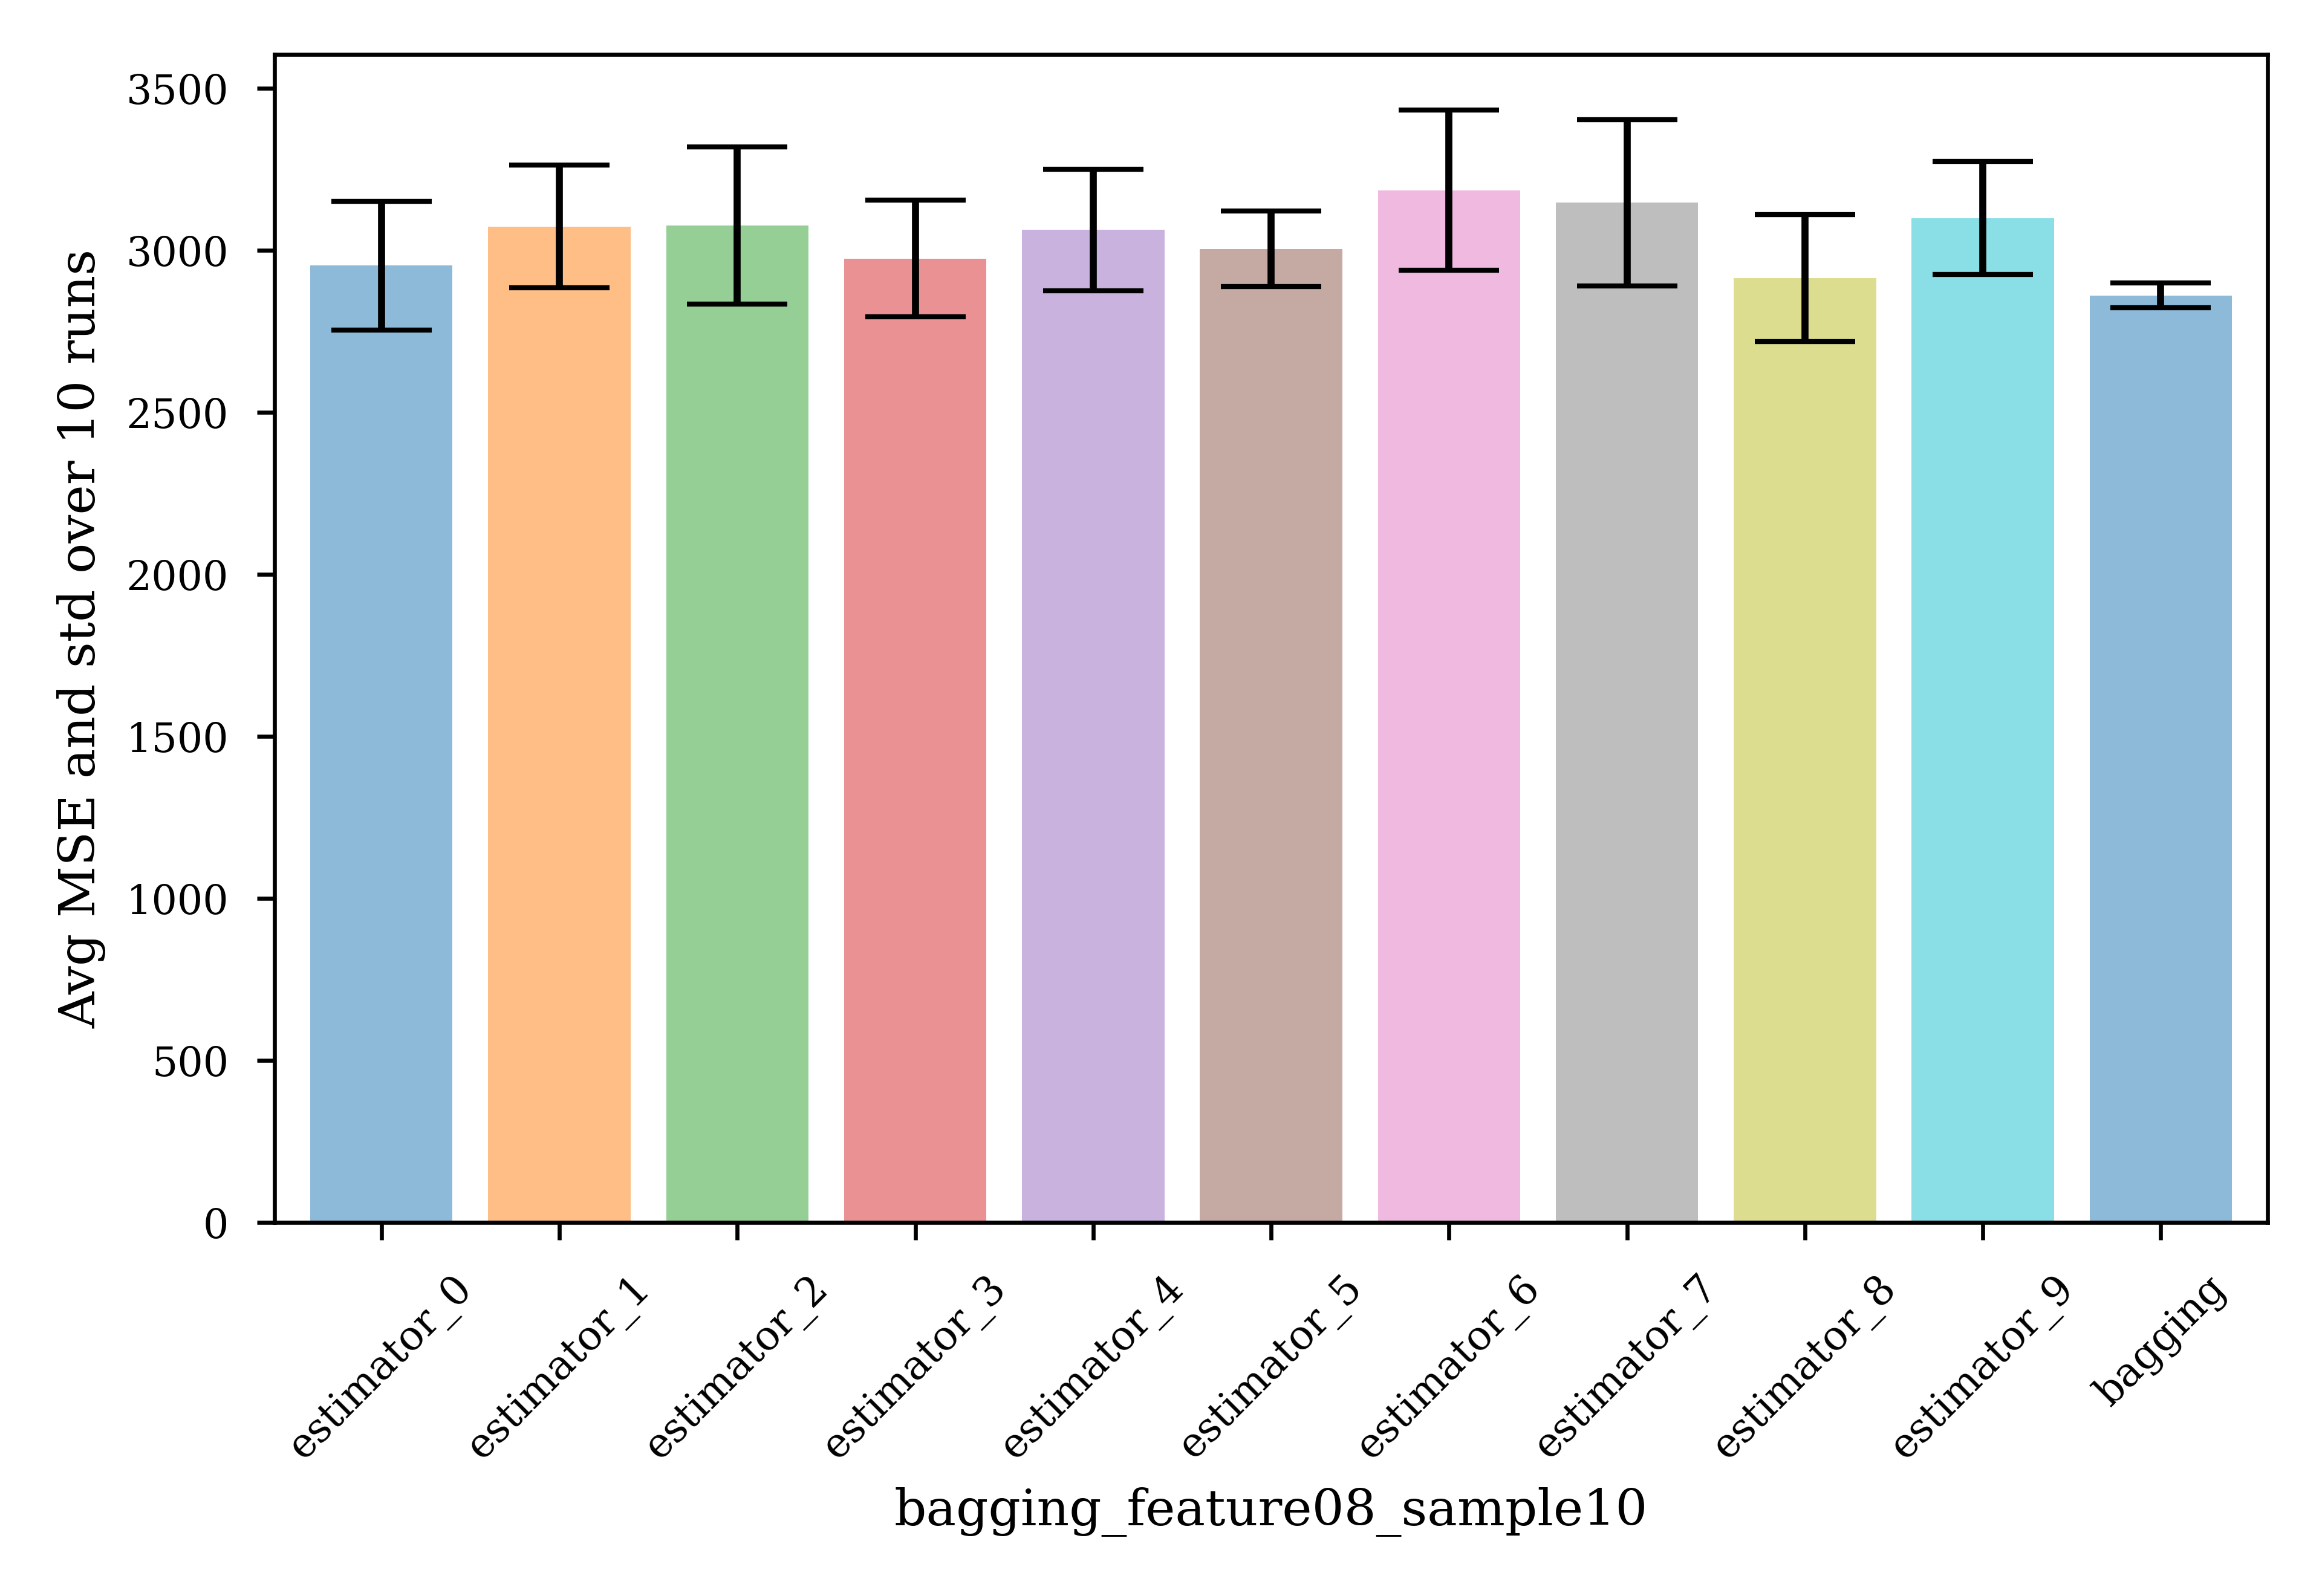 Avg MSE and std over 10 runs
3500
3000
2500
2000
1500
1000
500
0
estimator_0
estimator_1
estimator_2
estimator_3
estimator_4
estimator_5
estimator_6
estimator_7
estimator_8
estimator_9
bagging
bagging_feature08_sample10